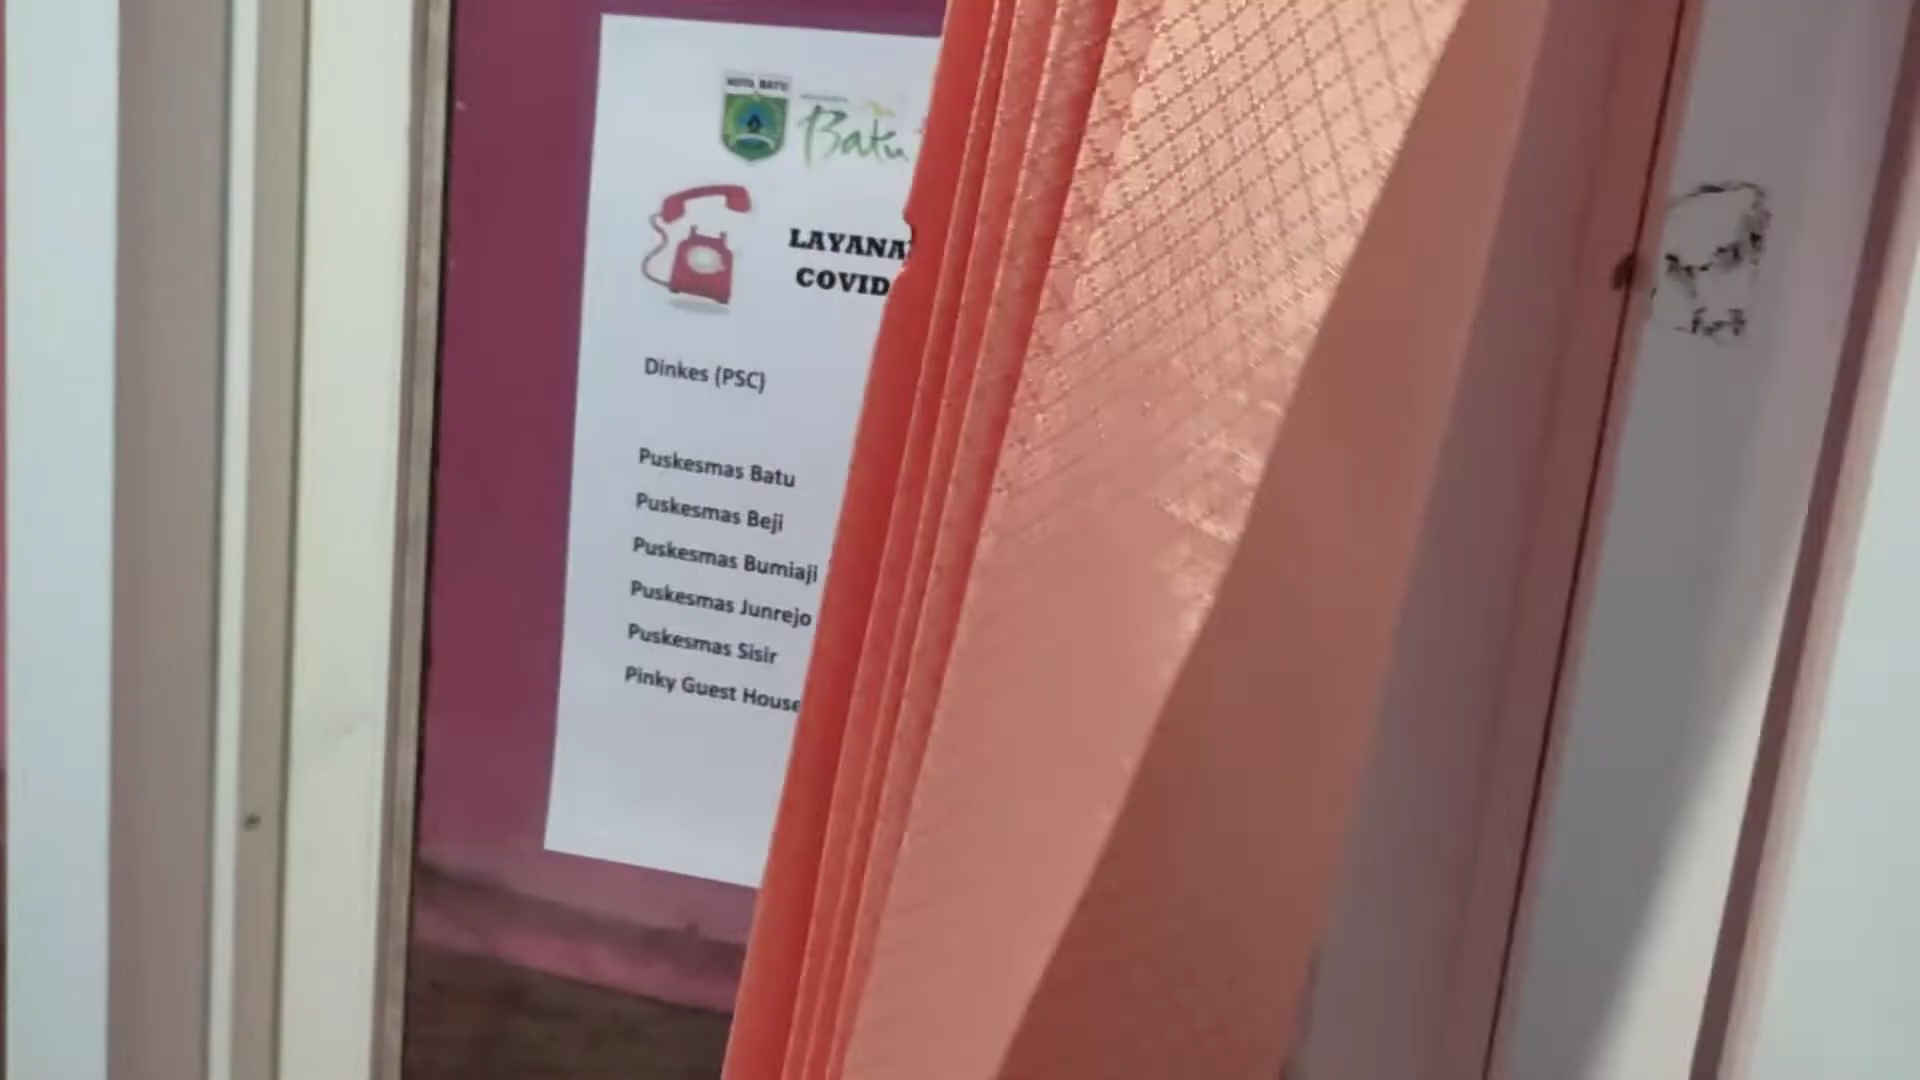 KOTA BATU
Batu
LAYANA
COVID
Dinkes (PSC)
Puskesmas Batu
Puskesmas Beji
Puskesmas Bumiaji
Puskesmas Junrejo
Puskesmas Sisir
Pinky Guest House